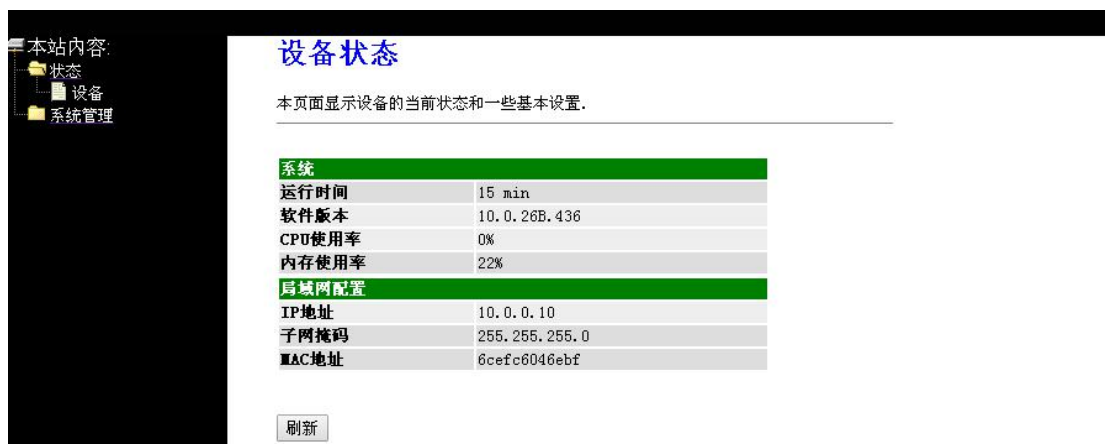 本站内容:
状态
设备
系统管理
设备状态
本页面显示设备的当前状态和一些基本设置.
系统
运行时间 15 min
软件版本 10.0.26B.436
CPU使用率 0%
内存使用率 22%
局域网配置
IP地址 10.0.0.10
子网掩码 255.255.255.0
MAC地址 6cefc6046ebf
刷新